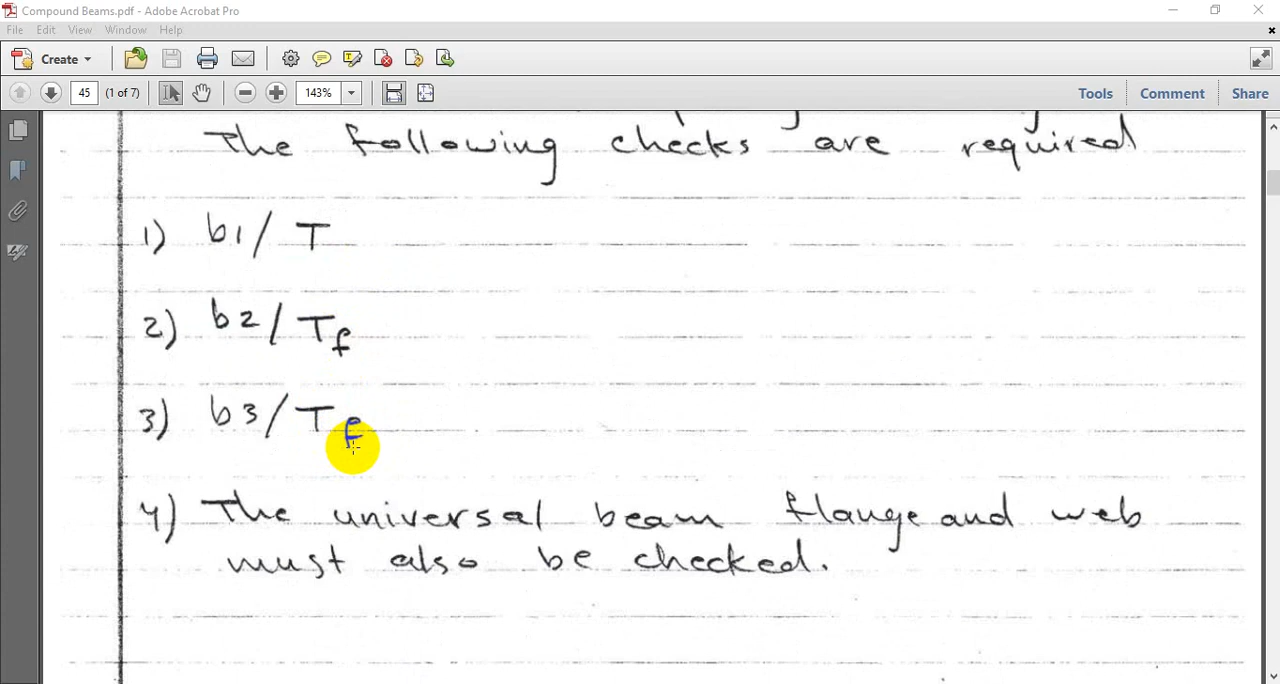 Compound Beams.pdf - Adobe Acrobat Pro
File Edit View Window Help
Create
45 (1 of 7) 143% Tools Comment Share
The following checks are required
1) b1/ T
2) b2/ Tf
3) b3/ Tf
4) The universal beam flange and web
must also be checked.